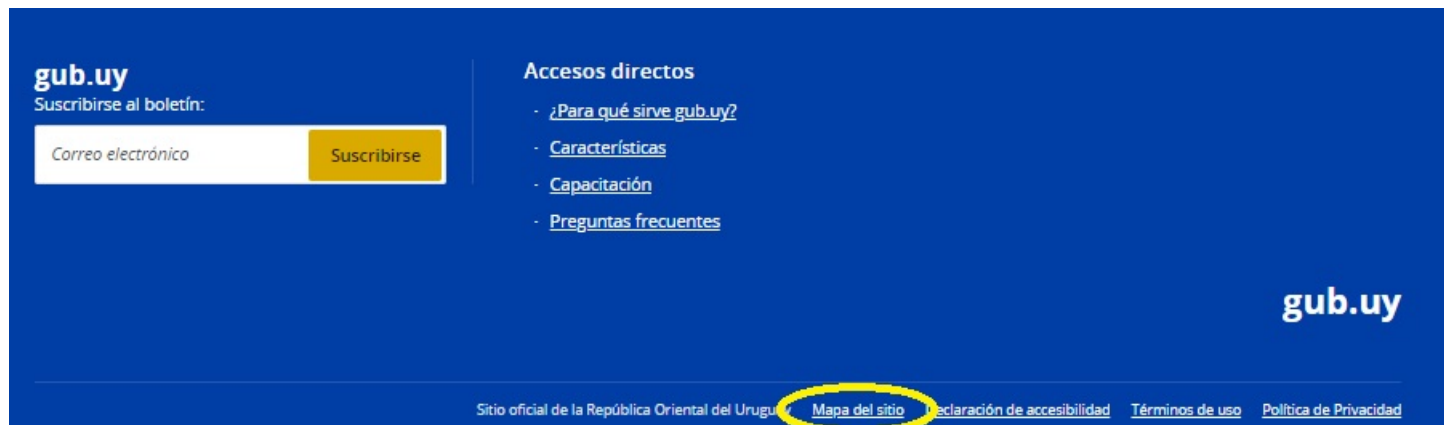 gub.uy
Suscribirse al boletín:
Correo electrónico
Suscribirse
Accesos directos
· ¿Para qué sirve gub.uy?
· Características
· Capacitación
· Preguntas frecuentes
gub.uy
Sitio oficial de la República Oriental del Uruguay Mapa del sitio Declaración de accesibilidad Términos de uso Política de Privacidad